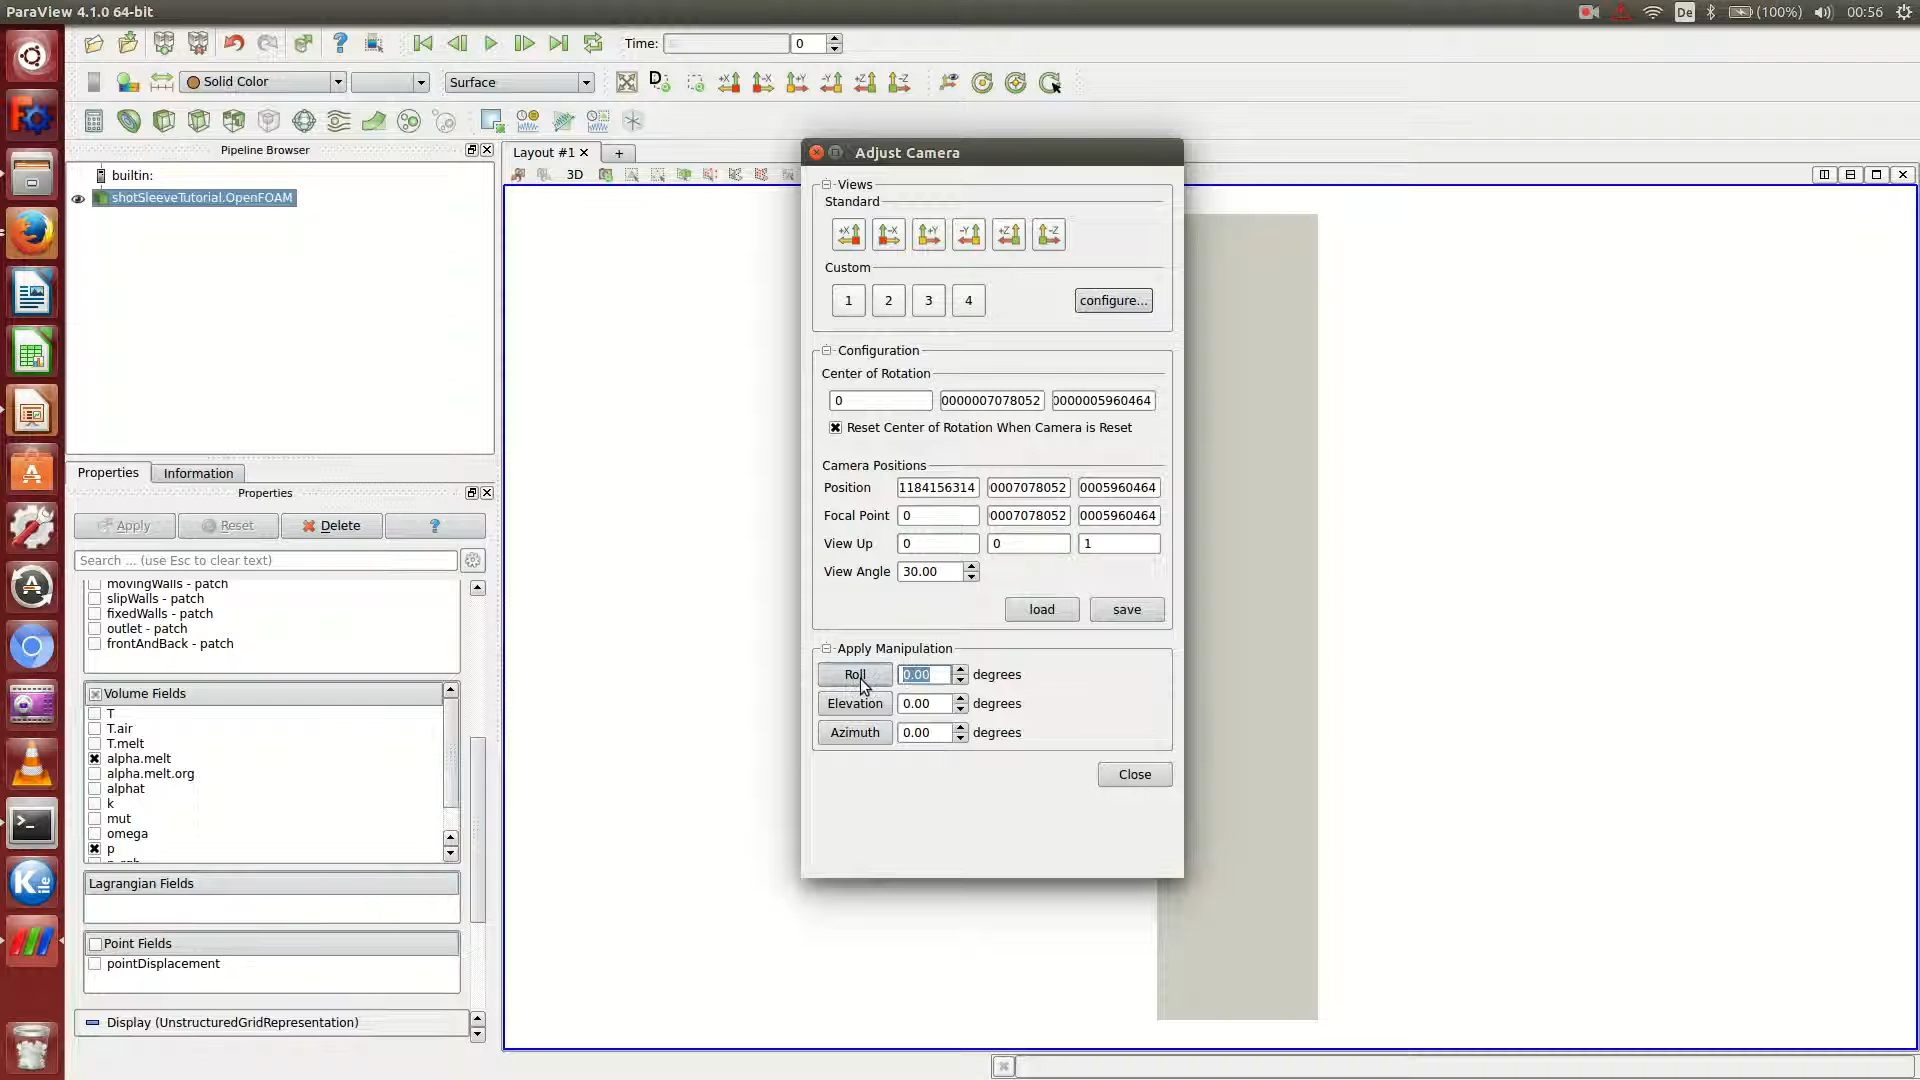 ParaView 4.1.0 64-bit
De
(100%)
00:56
Time:
0
Solid Color
Surface
D
+X
-X
+Y
-Y
+Z
-Z
Pipeline Browser
builtin:
shotSleeveTutorial.OpenFOAM
Layout #1
+
3D
Properties
Information
Properties
Apply
Reset
Delete
?
Search ... (use Esc to clear text)
movingWalls - patch
slipWalls - patch
fixedWalls - patch
outlet - patch
frontAndBack - patch
Volume Fields
T
T.air
T.melt
alpha.melt
alpha.melt.org
alphat
k
mut
omega
p
Lagrangian Fields
Point Fields
pointDisplacement
Display (UnstructuredGridRepresentation)
Adjust Camera
Views
Standard
+X
-X
+Y
-Y
+Z
-Z
Custom
1
2
3
4
configure...
Configuration
Center of Rotation
0
0000007078052
0000005960464
Reset Center of Rotation When Camera is Reset
Camera Positions
Position 1184156314 0007078052 0005960464
Focal Point 0 0007078052 0005960464
View Up 0 0 1
View Angle 30.00
load
save
Apply Manipulation
Roll 0.00 degrees
Elevation 0.00 degrees
Azimuth 0.00 degrees
Close